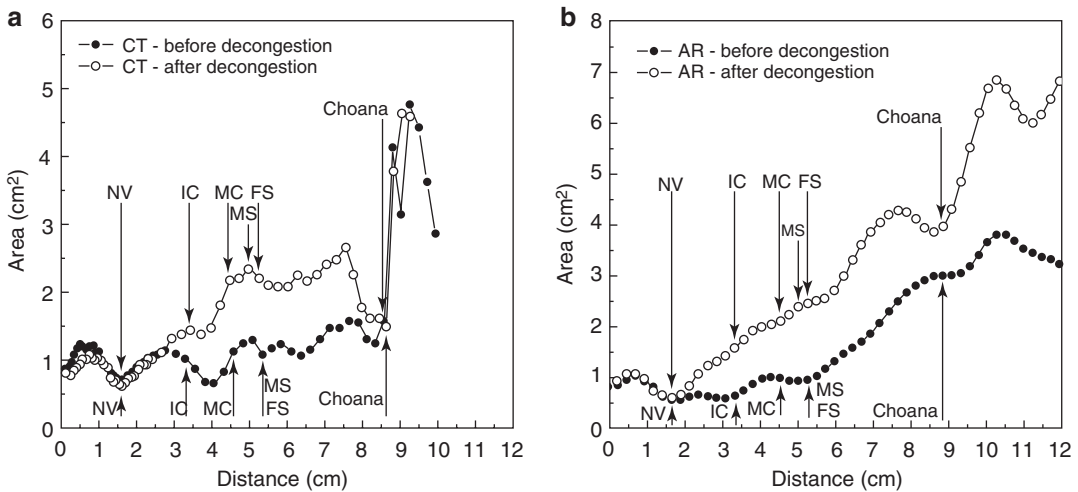 a
6
5
4
3
2
1
0
Area (cm²)
CT - before decongestion
CT - after decongestion
Choana
NV
IC
MC
FS
MS
NV
IC
MC
MS
FS
Choana
0 1 2 3 4 5 6 7 8 9 10 11 12
Distance (cm)
b
8
7
6
5
4
3
2
1
0
Area (cm²)
AR - before decongestion
AR - after decongestion
Choana
NV
IC
MC
FS
MS
NV
IC
MC
MS
FS
Choana
0 1 2 3 4 5 6 7 8 9 10 11 12
Distance (cm)